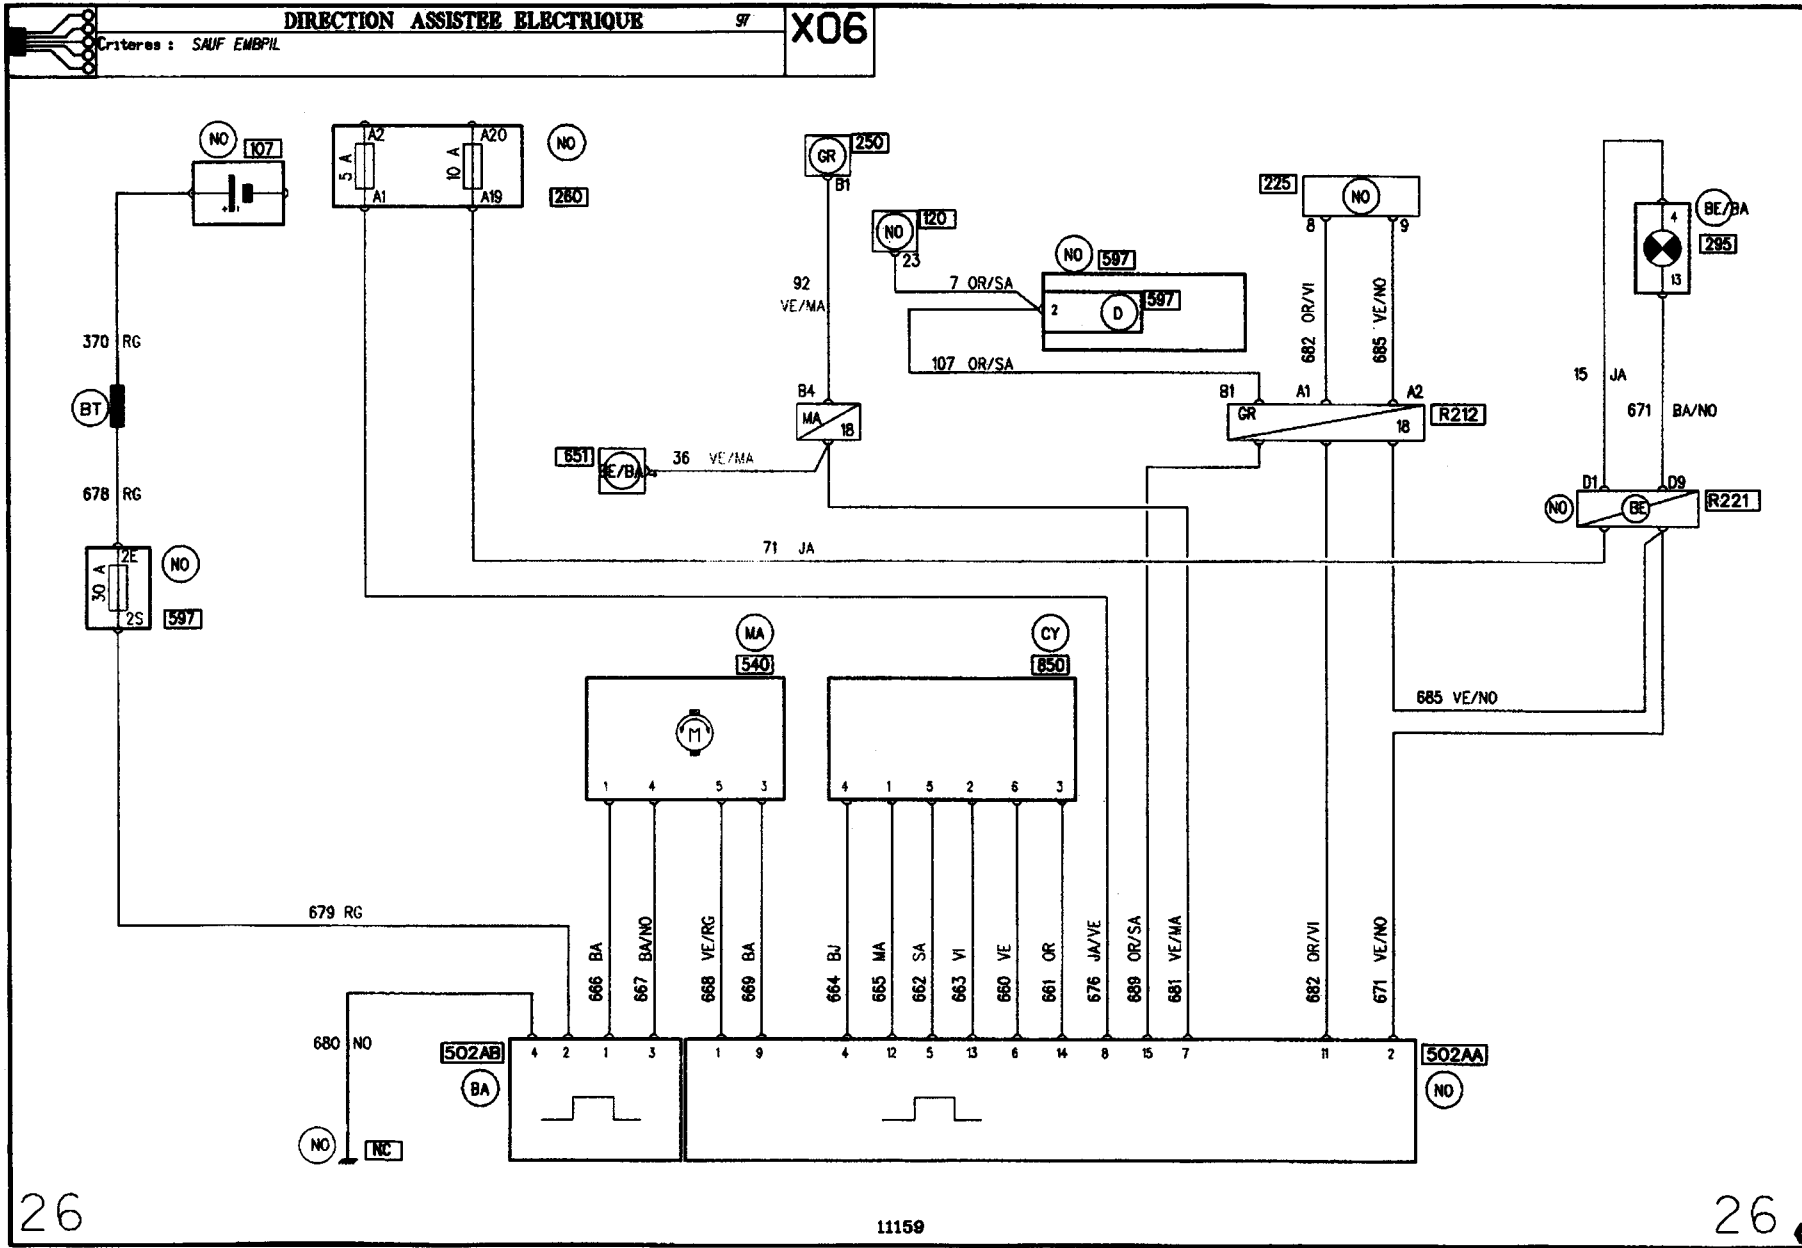 DIRECTION ASSISTEE ELECTRIQUE 97
X06
Criteres : SAUF EMBPIL
NO 107
A2 A20
5 A 10 A
A1 A19
NO
260
GR 250
B1
NO 120
23
NO 597
7 OR/SA
2 D 597
107 OR/SA
225 NO
8 9
682 OR/VI
685 VE/NO
4
BE/BA
295
13
92
VE/MA
370 RG
BT
678 RG
15 JA
671 BA/NO
B4
MA 18
B1 A1 A2
GR 18
R212
651 BE/BA
36 VE/MA
D1 D9
NO BE R221
71 JA
2E
30 A
2S
NO
597
MA
540
M
1 4 5 3
CY
850
4 1 5 2 6 3
685 VE/NO
679 RG
666 BA
667 BA/NO
668 VE/RG
669 BA
664 BJ
665 MA
662 SA
663 VI
660 VE
661 OR
676 JA/VE
689 OR/SA
681 VE/MA
682 OR/VI
671 VE/NO
680 NO
502AB
BA
4 2 1 3
1 9 4 12 5 13 6 14 8 15 7 11 2
502AA
NO
NO NC
26
11159
26